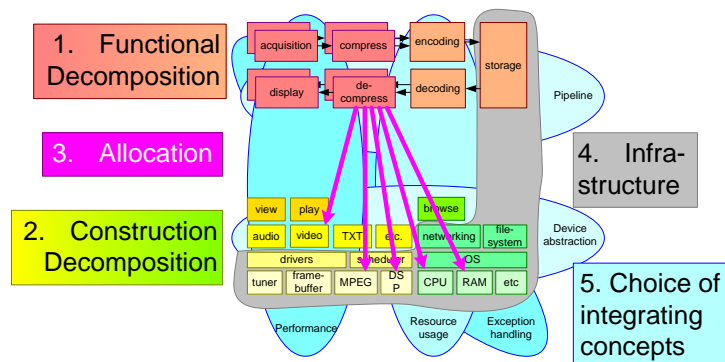 1. Functional
Decomposition
acquisition
compress
encoding
storage
display
de-
compress
decoding
Pipeline
3. Allocation
4. Infra-
structure
view
play
browse
2. Construction
Decomposition
audio
video
TXT
etc.
networking
file-
system
Device
abstraction
drivers
scheduler
OS
tuner
frame-
buffer
MPEG
DS
P
CPU
RAM
etc
5. Choice of
integrating
concepts
Performance
Resource
usage
Exception
handling